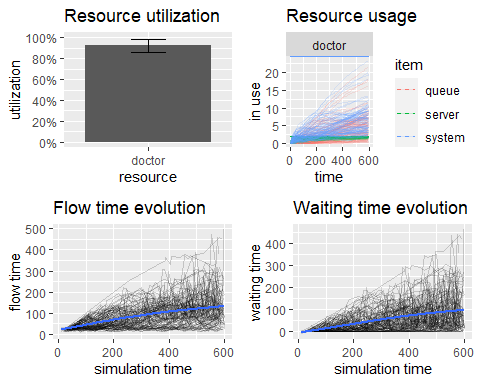 Resource utilization
100%
80%
60%
40%
20%
0%
utilization
doctor
resource
Resource usage
doctor
20
15
10
5
0
in use
0 200 400 600
time
item
queue
server
system
Flow time evolution
500
400
300
200
100
0
flow time
0 200 400 600
simulation time
Waiting time evolution
400
300
200
100
0
waiting time
0 200 400 600
simulation time